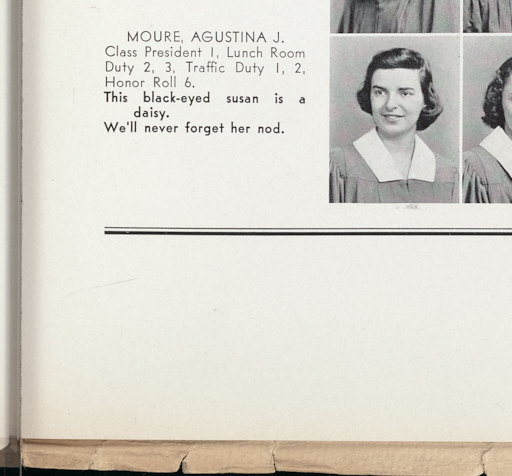 MOURE, AGUSTINA J.
Class President 1, Lunch Room
Duty 2, 3, Traffic Duty 1, 2,
Honor Roll 6.
This black-eyed susan is a
daisy.
We'll never forget her nod.